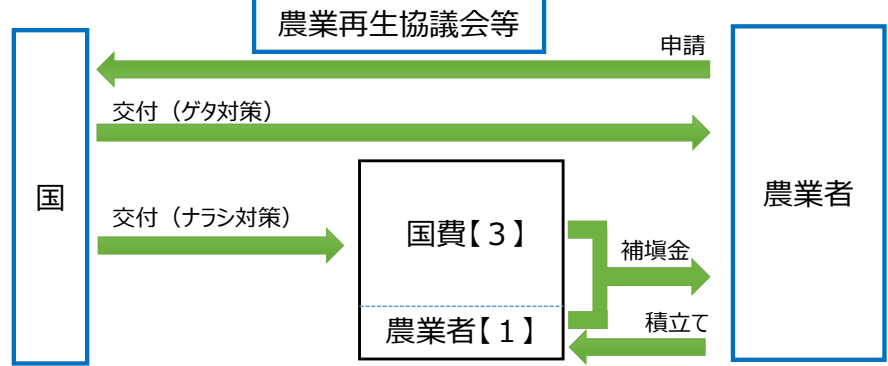 農業再生協議会等
申請
交付（ゲタ対策）
国
農業者
交付（ナラシ対策）
国費【３】
補塡金
農業者【１】
積立て